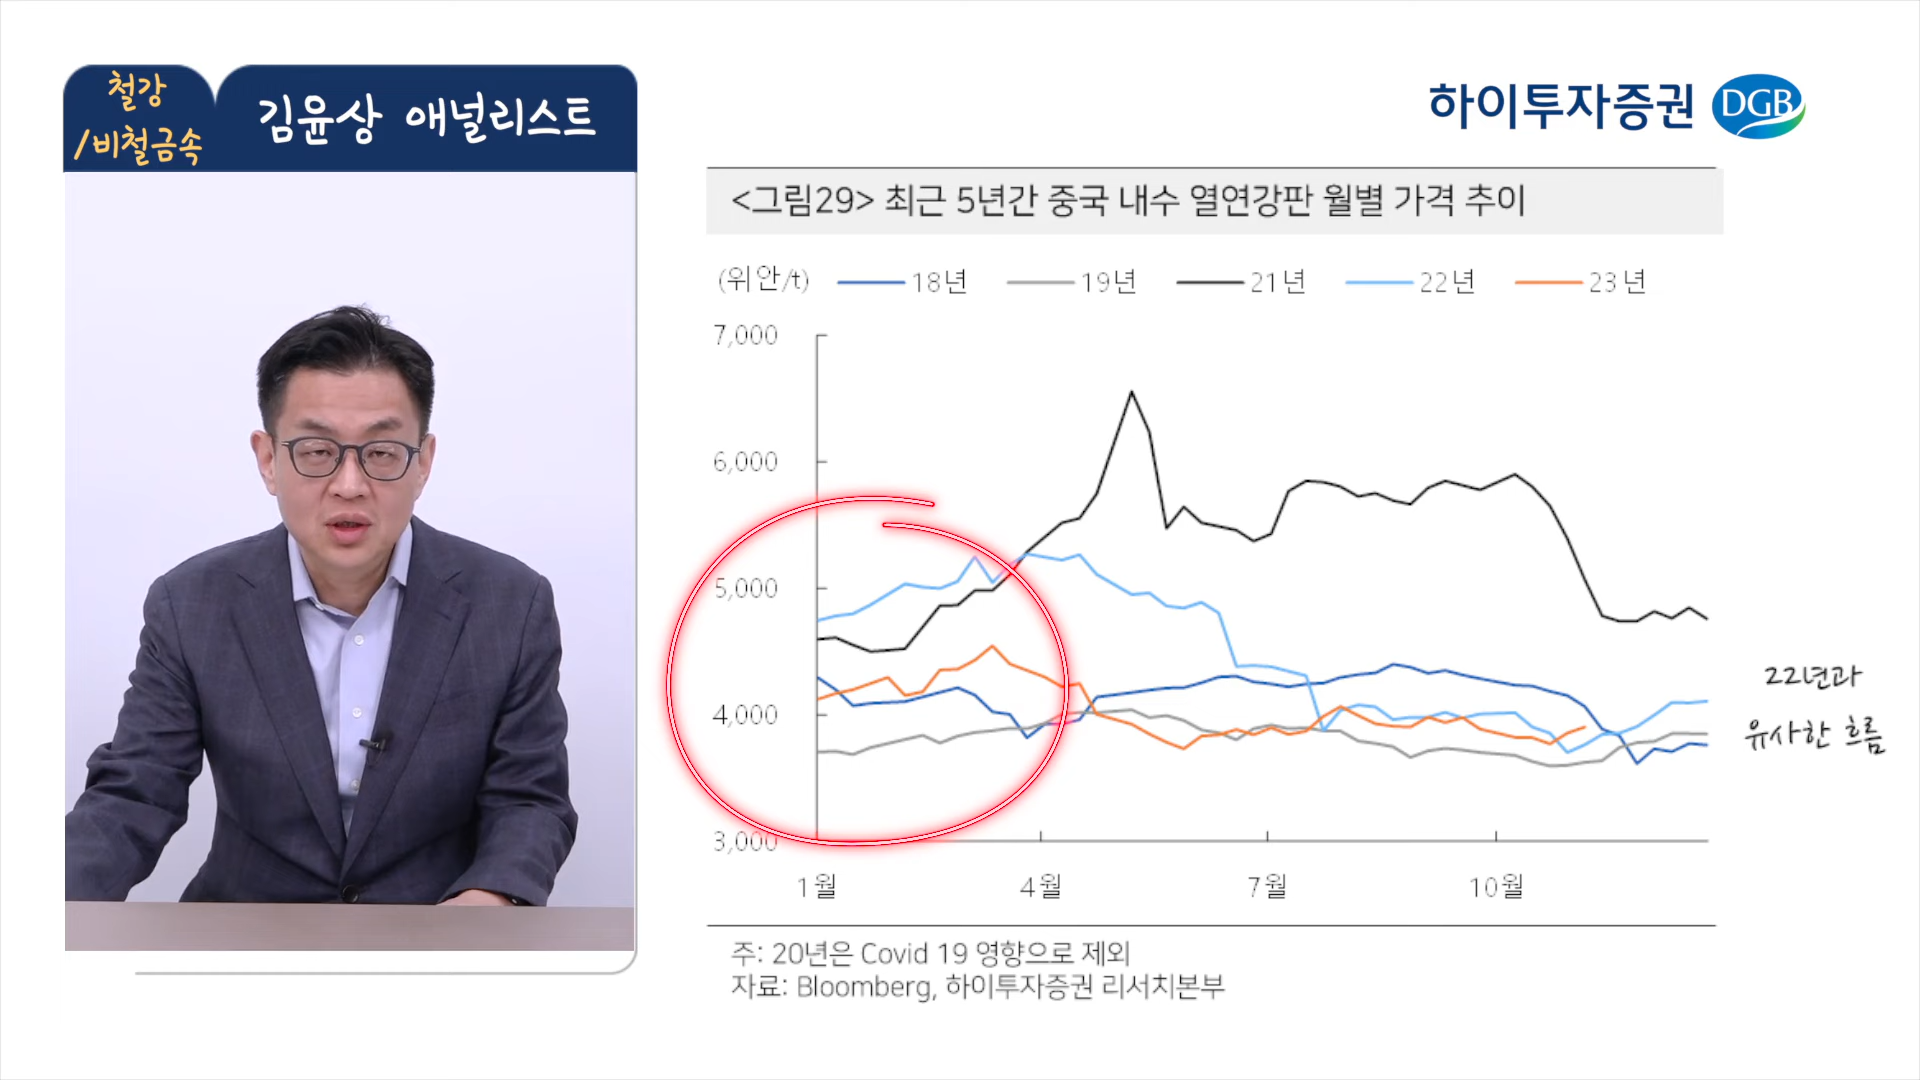 철강
/비철금속
김윤상 애널리스트
하이투자증권 DGB
<그림29> 최근 5년간 중국 내수 열연강판 월별 가격 추이
(위안/t) 18년 19년 21년 22년 23년
7,000
6,000
5,000
4,000
3,000
1월 4월 7월 10월
22년과
유사한 흐름
주: 20년은 Covid 19 영향으로 제외
자료: Bloomberg, 하이투자증권 리서치본부